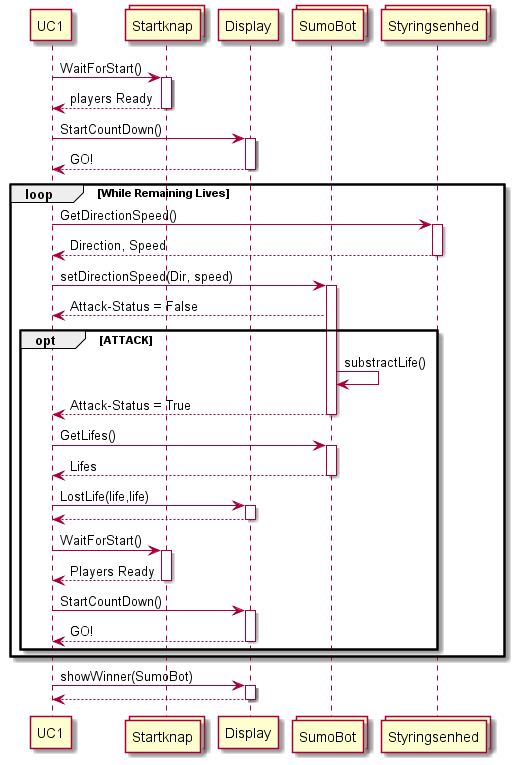 UC1 Startknap Display SumoBot Styringsenhed
WaitForStart()
players Ready
StartCountDown()
GO!
loop [While Remaining Lives]
GetDirectionSpeed()
Direction, Speed
setDirectionSpeed(Dir, speed)
Attack-Status = False
opt [ATTACK]
substractLife()
Attack-Status = True
GetLifes()
Lifes
LostLife(life,life)
WaitForStart()
Players Ready
StartCountDown()
GO!
showWinner(SumoBot)
UC1 Startknap Display SumoBot Styringsenhed